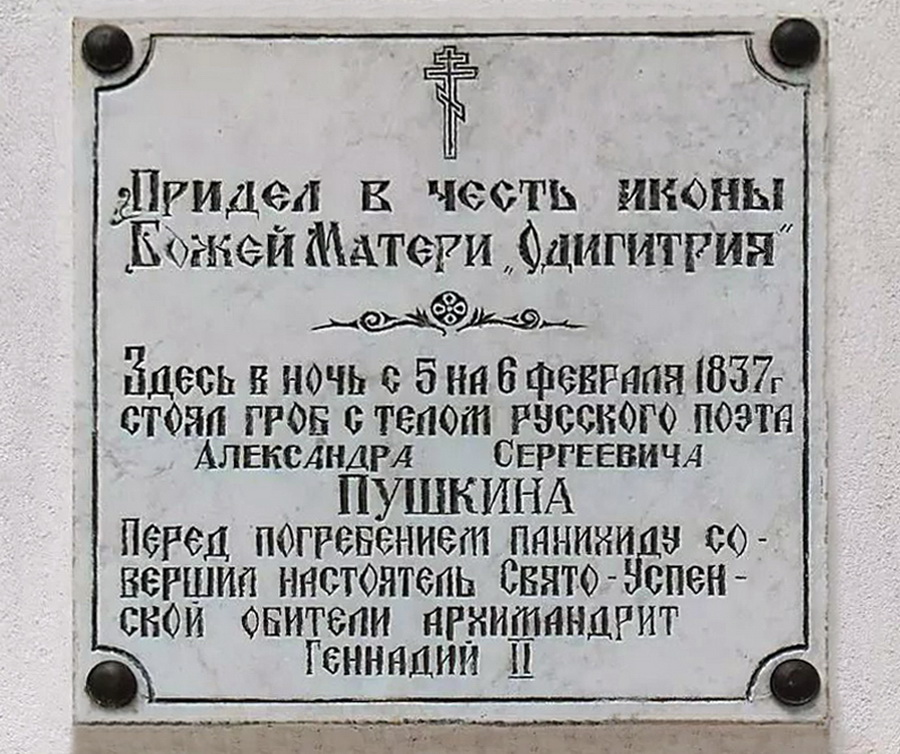 Придел в честь иконы
Божей Матери „Одигитрия“
Здесь в ночь с 5 на 6 февраля 1837г
стоял гроб с телом русского поэта
Александра Сергеевича
Пушкина
Перед погребением панихиду со-
вершил настоятель Свято-Успен-
ской обители архимандрит
Геннадий II